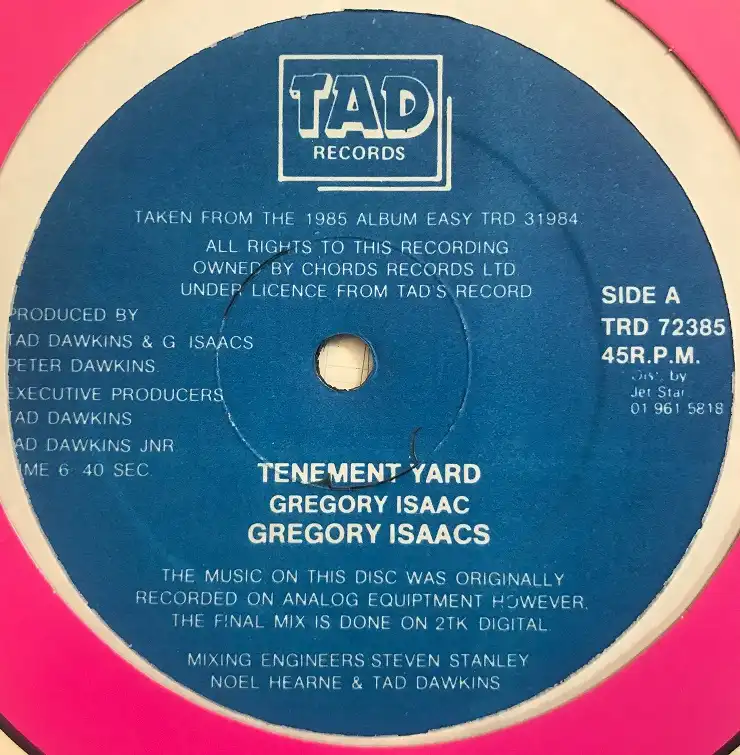 TAD
RECORDS
TAKEN FROM THE 1985 ALBUM EASY TRD 31984
ALL RIGHTS TO THIS RECORDING
OWNED BY CHORDS RECORDS LTD
UNDER LICENCE FROM TAD'S RECORD
PRODUCED BY
TAD DAWKINS & G ISAACS
PETER DAWKINS.
EXECUTIVE PRODUCERS
TAD DAWKINS
TAD DAWKINS JNR
TIME 6 40 SEC.
SIDE A
TRD 72385
45R.P.M.
Dist. by
Jet Star
01 961 5818
TENEMENT YARD
GREGORY ISAAC
GREGORY ISAACS
THE MUSIC ON THIS DISC WAS ORIGINALLY
RECORDED ON ANALOG EQUIPTMENT HOWEVER,
THE FINAL MIX IS DONE ON 2TK DIGITAL.
MIXING ENGINEERS STEVEN STANLEY
NOEL HEARNE & TAD DAWKINS